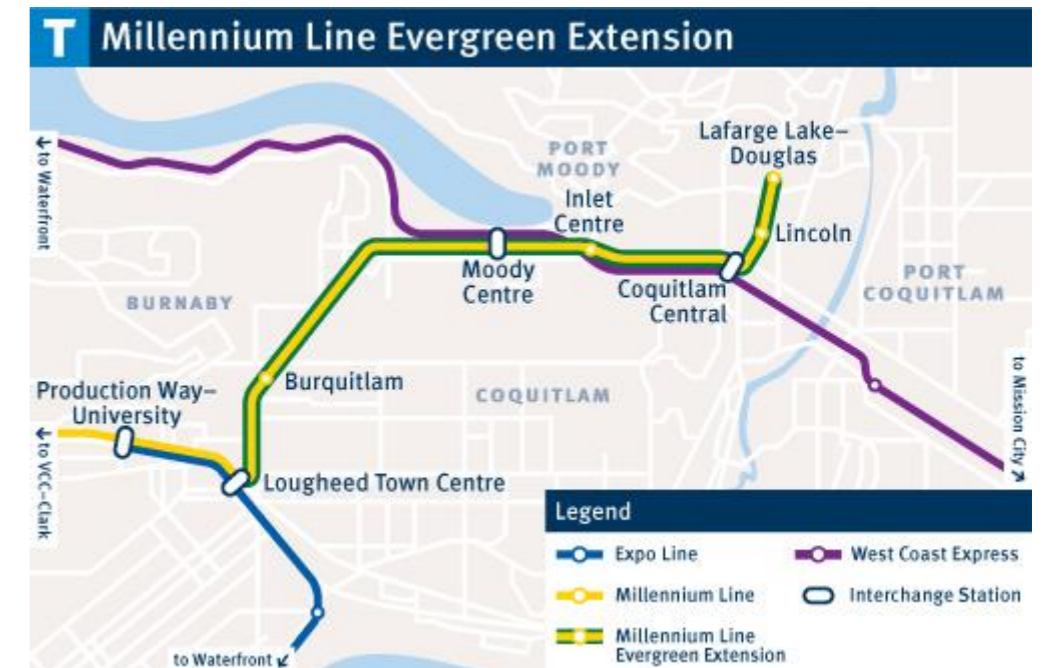 T Millennium Line Evergreen Extension
↙ to Waterfront
PORT
MOODY
Lafarge Lake–
Douglas
Inlet
Centre
Lincoln
Moody
Centre
Coquitlam
Central
PORT
COQUITLAM
BURNABY
Production Way–
University
Burquitlam
COQUITLAM
to Mission City ↗
↙ to VCC–Clark
Lougheed Town Centre
to Waterfront ↙
Legend
Expo Line
West Coast Express
Millennium Line
Interchange Station
Millennium Line
Evergreen Extension